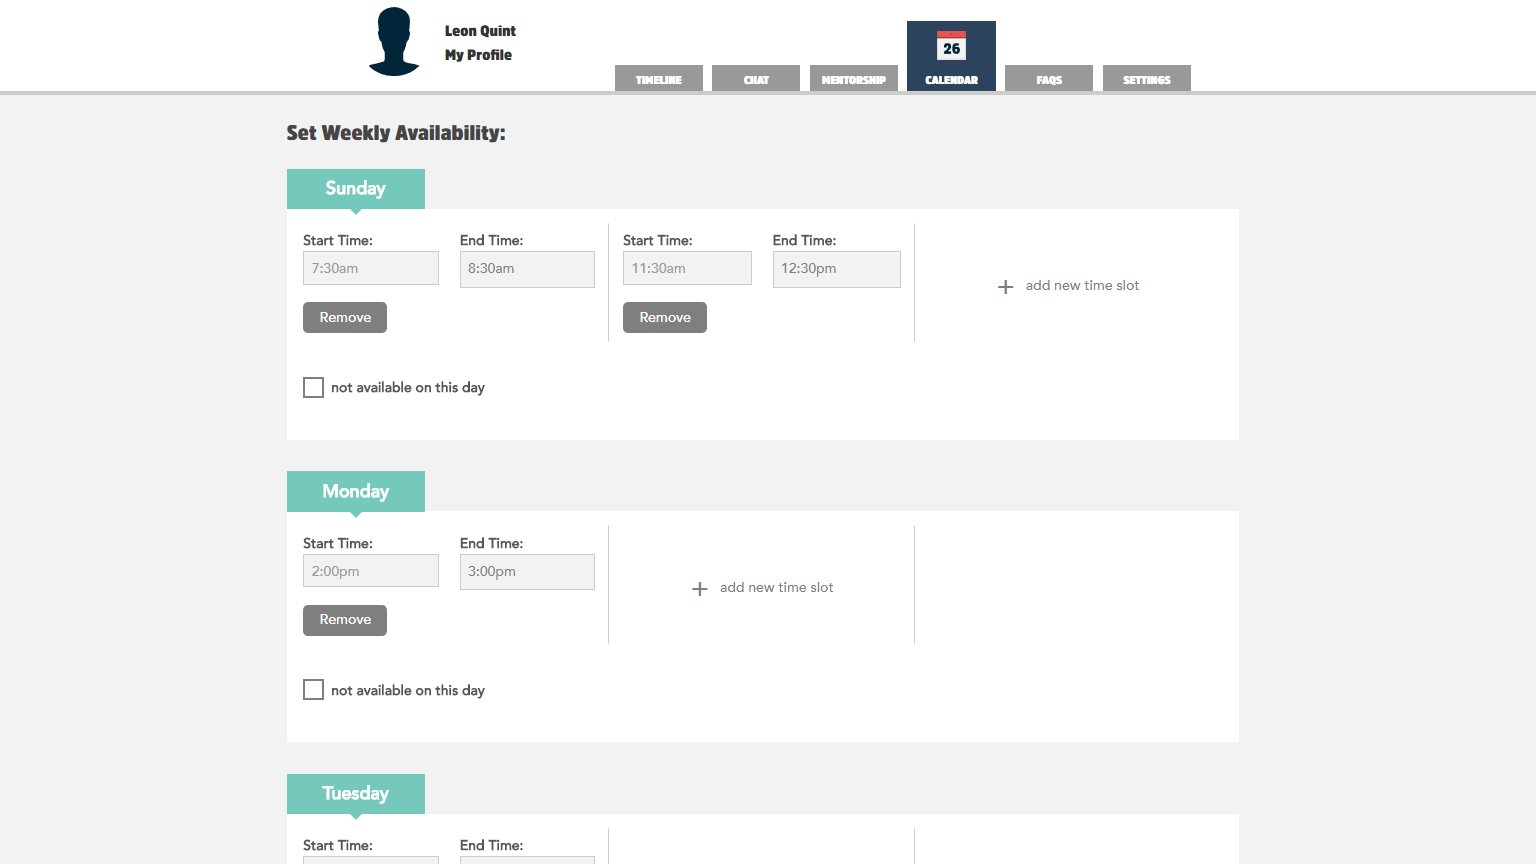 Leon Quint
My Profile
TIMELINE
CHAT
MENTORSHIP
26
CALENDAR
FAQS
SETTINGS
Set Weekly Availability:
Sunday
Start Time:
End Time:
Start Time:
End Time:
7:30am
8:30am
11:30am
12:30pm
+ add new time slot
Remove
Remove
not available on this day
Monday
Start Time:
End Time:
2:00pm
3:00pm
+ add new time slot
Remove
not available on this day
Tuesday
Start Time:
End Time: